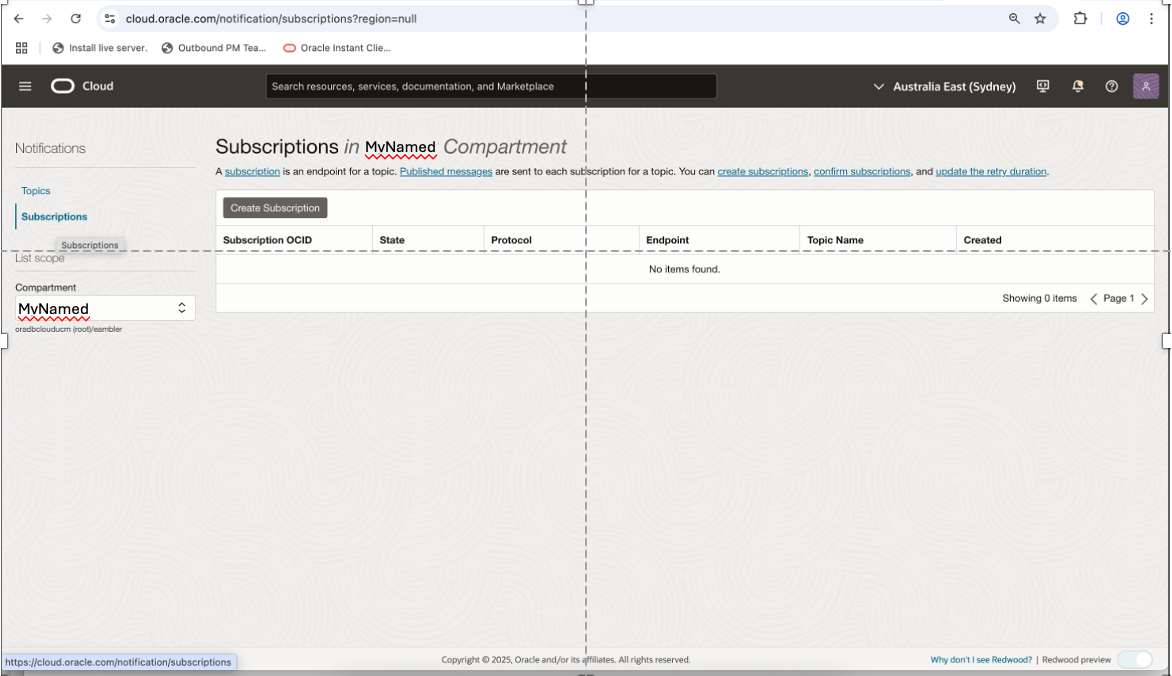 cloud.oracle.com/notification/subscriptions?region=null
Install live server. Outbound PM Tea... Oracle Instant Clie...
Cloud Search resources, services, documentation, and Marketplace Australia East (Sydney)
Notifications
Topics
Subscriptions
Subscriptions
List scope
Compartment
MvNamed
oradbclouducm (root)/eambler
Subscriptions in MvNamed Compartment
A subscription is an endpoint for a topic. Published messages are sent to each subscription for a topic. You can create subscriptions, confirm subscriptions, and update the retry duration.
Create Subscription
Subscription OCID State Protocol Endpoint Topic Name Created
No items found.
Showing 0 items Page 1
https://cloud.oracle.com/notification/subscriptions
Copyright © 2025, Oracle and/or its affiliates. All rights reserved.
Why don't I see Redwood? | Redwood preview